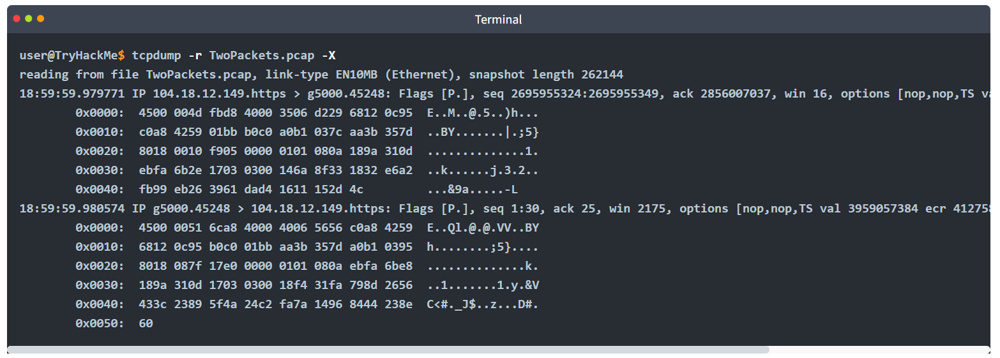 Terminal
user@TryHackMe$ tcpdump -r TwoPackets.pcap -X
reading from file TwoPackets.pcap, link-type EN10MB (Ethernet), snapshot length 262144
18:59:59.979771 IP 104.18.12.149.https > g5000.45248: Flags [P.], seq 2695955324:2695955349, ack 2856007037, win 16, options [nop,nop,TS va
0x0000:  4500 004d fbd8 4000 3506 d229 6812 0c95  E..M..@.5..)h...
0x0010:  c0a8 4259 01bb b0c0 a0b1 037c aa3b 357d  ..BY.......|.;5}
0x0020:  8018 0010 f905 0000 0101 080a 189a 310d  ..............1.
0x0030:  ebfa 6b2e 1703 0300 146a 8f33 1832 e6a2  ..k......j.3.2..
0x0040:  fb99 eb26 3961 dad4 1611 152d 4c         ...&9a.....-L
18:59:59.980574 IP g5000.45248 > 104.18.12.149.https: Flags [P.], seq 1:30, ack 25, win 2175, options [nop,nop,TS val 3959057384 ecr 412758
0x0000:  4500 0051 6ca8 4000 4006 5656 c0a8 4259  E..Ql.@.@.VV..BY
0x0010:  6812 0c95 b0c0 01bb aa3b 357d a0b1 0395  h........;5}....
0x0020:  8018 087f 17e0 0000 0101 080a ebfa 6be8  ..............k.
0x0030:  189a 310d 1703 0300 18f4 31fa 798d 2656  ..1.......1.y.&V
0x0040:  433c 2389 5f4a 24c2 fa7a 1496 8444 238e  C<#._J$..z...D#.
0x0050:  60